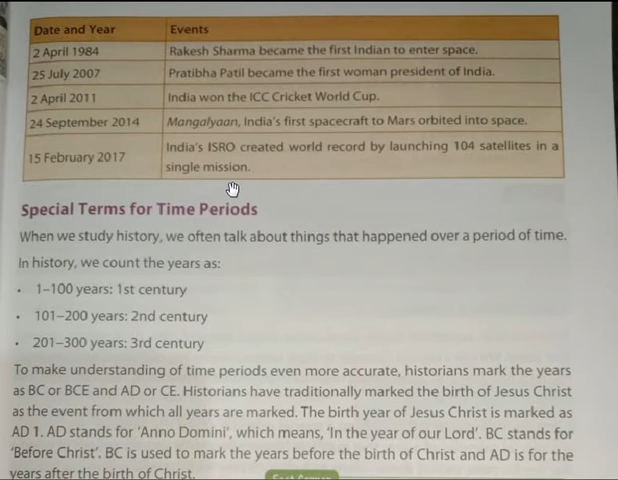 Date and Year Events
2 April 1984 Rakesh Sharma became the first Indian to enter space.
25 July 2007 Pratibha Patil became the first woman president of India.
2 April 2011 India won the ICC Cricket World Cup.
24 September 2014 Mangalyaan, India's first spacecraft to Mars orbited into space.
15 February 2017 India's ISRO created world record by launching 104 satellites in a
single mission.
Special Terms for Time Periods
When we study history, we often talk about things that happened over a period of time.
In history, we count the years as:
• 1–100 years: 1st century
• 101–200 years: 2nd century
• 201–300 years: 3rd century
To make understanding of time periods even more accurate, historians mark the years
as BC or BCE and AD or CE. Historians have traditionally marked the birth of Jesus Christ
as the event from which all years are marked. The birth year of Jesus Christ is marked as
AD 1. AD stands for 'Anno Domini', which means, 'In the year of our Lord'. BC stands for
'Before Christ'. BC is used to mark the years before the birth of Christ and AD is for the
years after the birth of Christ.